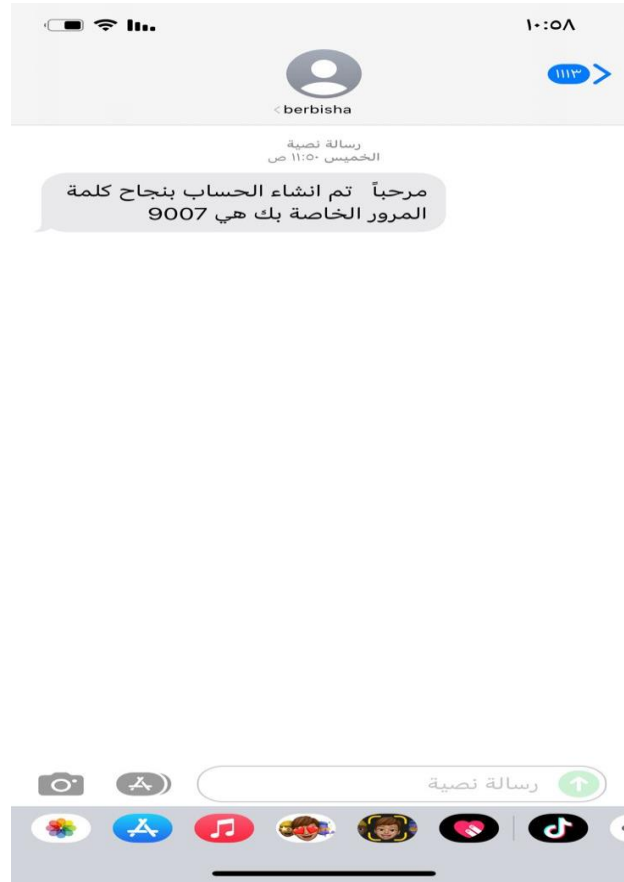 ١٠:٥٨
١١١٣
berbisha
رسالة نصية
الخميس ١١:٥٠ ص
مرحباً تم انشاء الحساب بنجاح كلمة
المرور الخاصة بك هي 9007
رسالة نصية